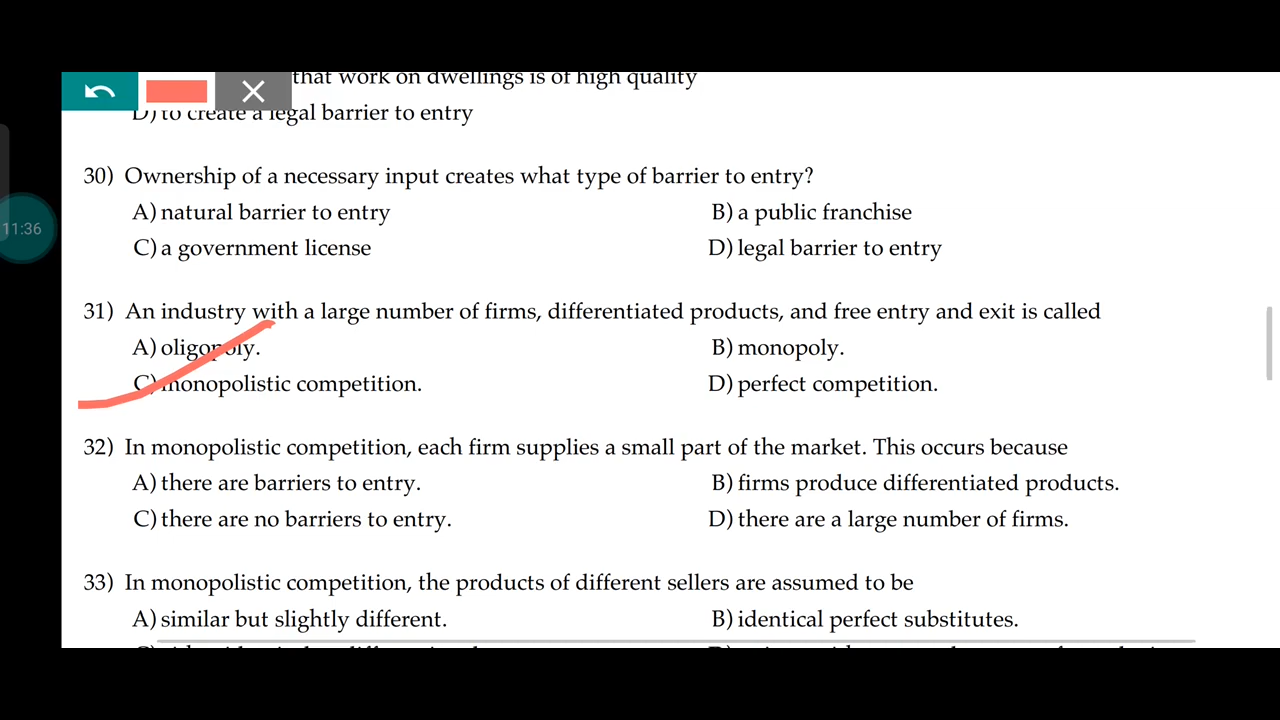 that work on dwellings is of high quality
D) to create a legal barrier to entry
30) Ownership of a necessary input creates what type of barrier to entry?
A) natural barrier to entry B) a public franchise
C) a government license D) legal barrier to entry
11:36
31) An industry with a large number of firms, differentiated products, and free entry and exit is called
A) oligopoly. B) monopoly.
C) monopolistic competition. D) perfect competition.
32) In monopolistic competition, each firm supplies a small part of the market. This occurs because
A) there are barriers to entry. B) firms produce differentiated products.
C) there are no barriers to entry. D) there are a large number of firms.
33) In monopolistic competition, the products of different sellers are assumed to be
A) similar but slightly different. B) identical perfect substitutes.